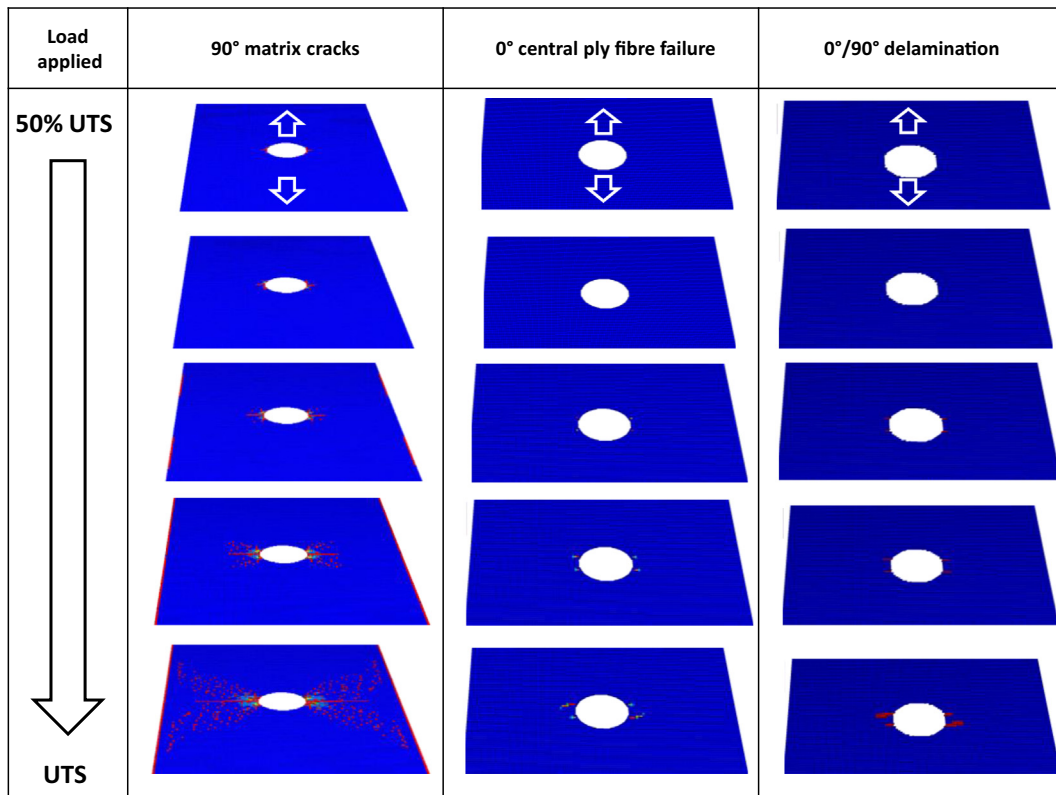 Load
applied
90° matrix cracks
0° central ply fibre failure
0°/90° delamination
50% UTS
UTS